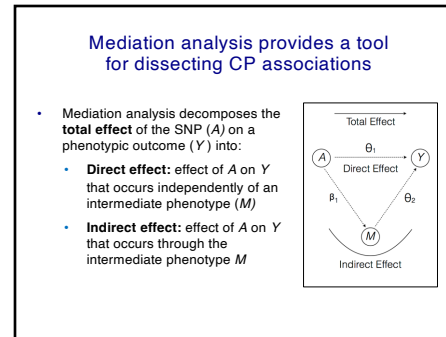 Mediation analysis provides a tool
for dissecting CP associations
• Mediation analysis decomposes the
total effect of the SNP (A) on a
phenotypic outcome (Y) into:
• Direct effect: effect of A on Y
that occurs independently of an
intermediate phenotype (M)
• Indirect effect: effect of A on Y
that occurs through the
intermediate phenotype M
Total Effect
θ₁
A Y
Direct Effect
β₁ θ₂
M
Indirect Effect